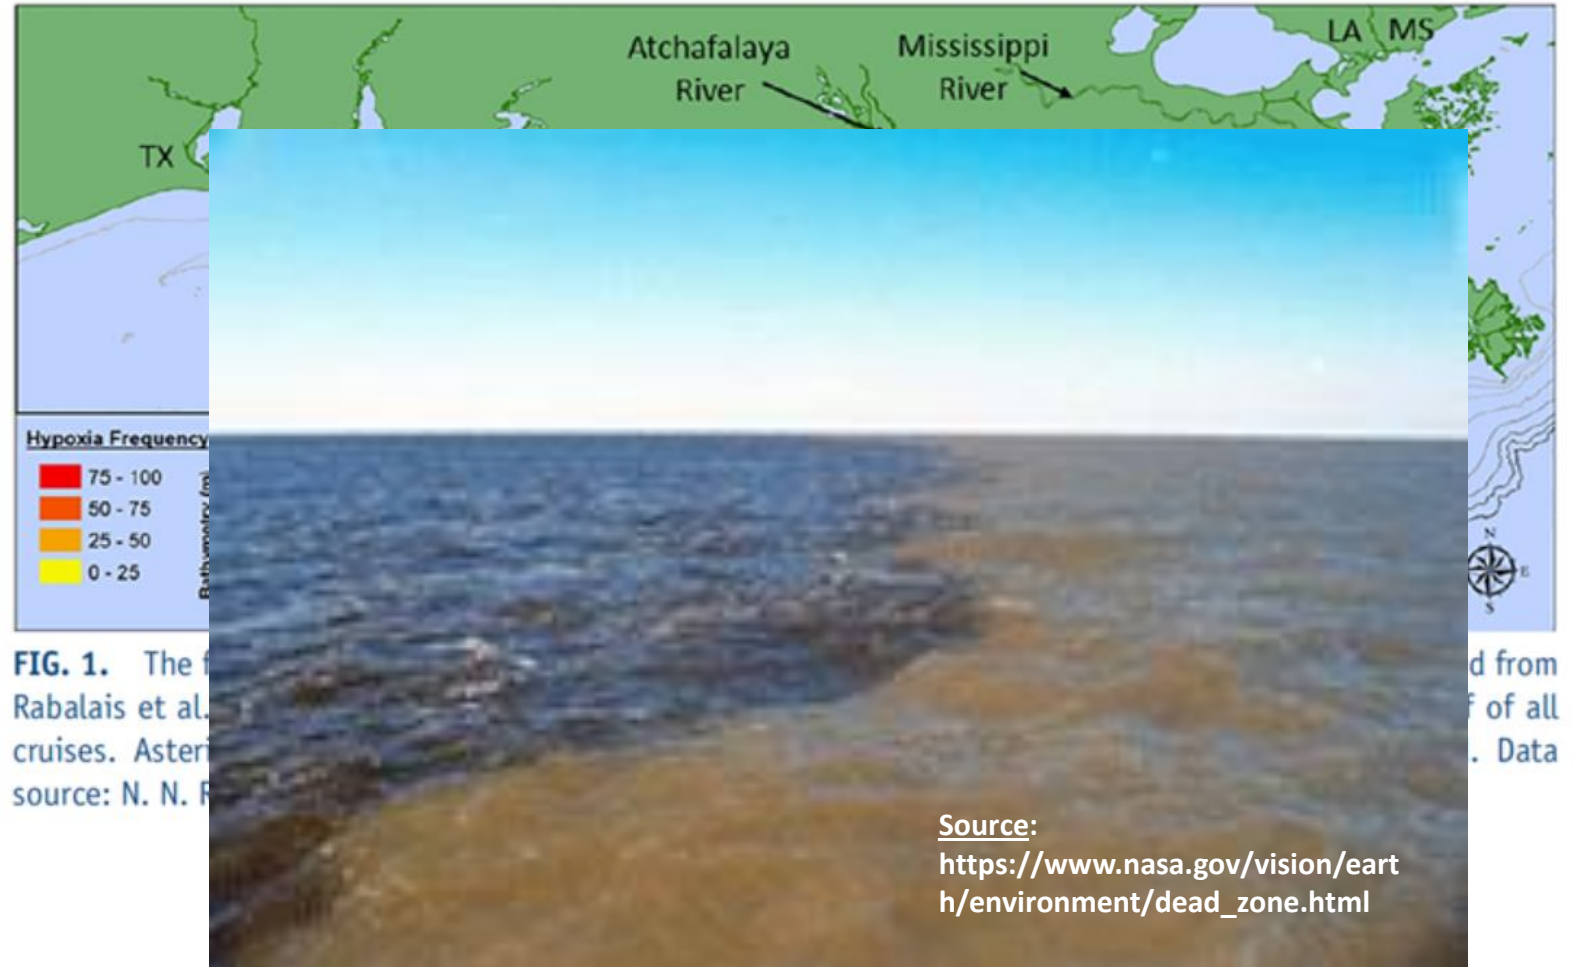 Atchafalaya
River
Mississippi
River
LA MS
TX
Hypoxia Frequency
75 - 100
50 - 75
25 - 50
0 - 25
Bathymetry (m)
N
E
S
FIG. 1. The
d from
Rabalais et al.
f of all
cruises. Asteri
. Data
source: N. N. R
Source:
https://www.nasa.gov/vision/eart
h/environment/dead_zone.html